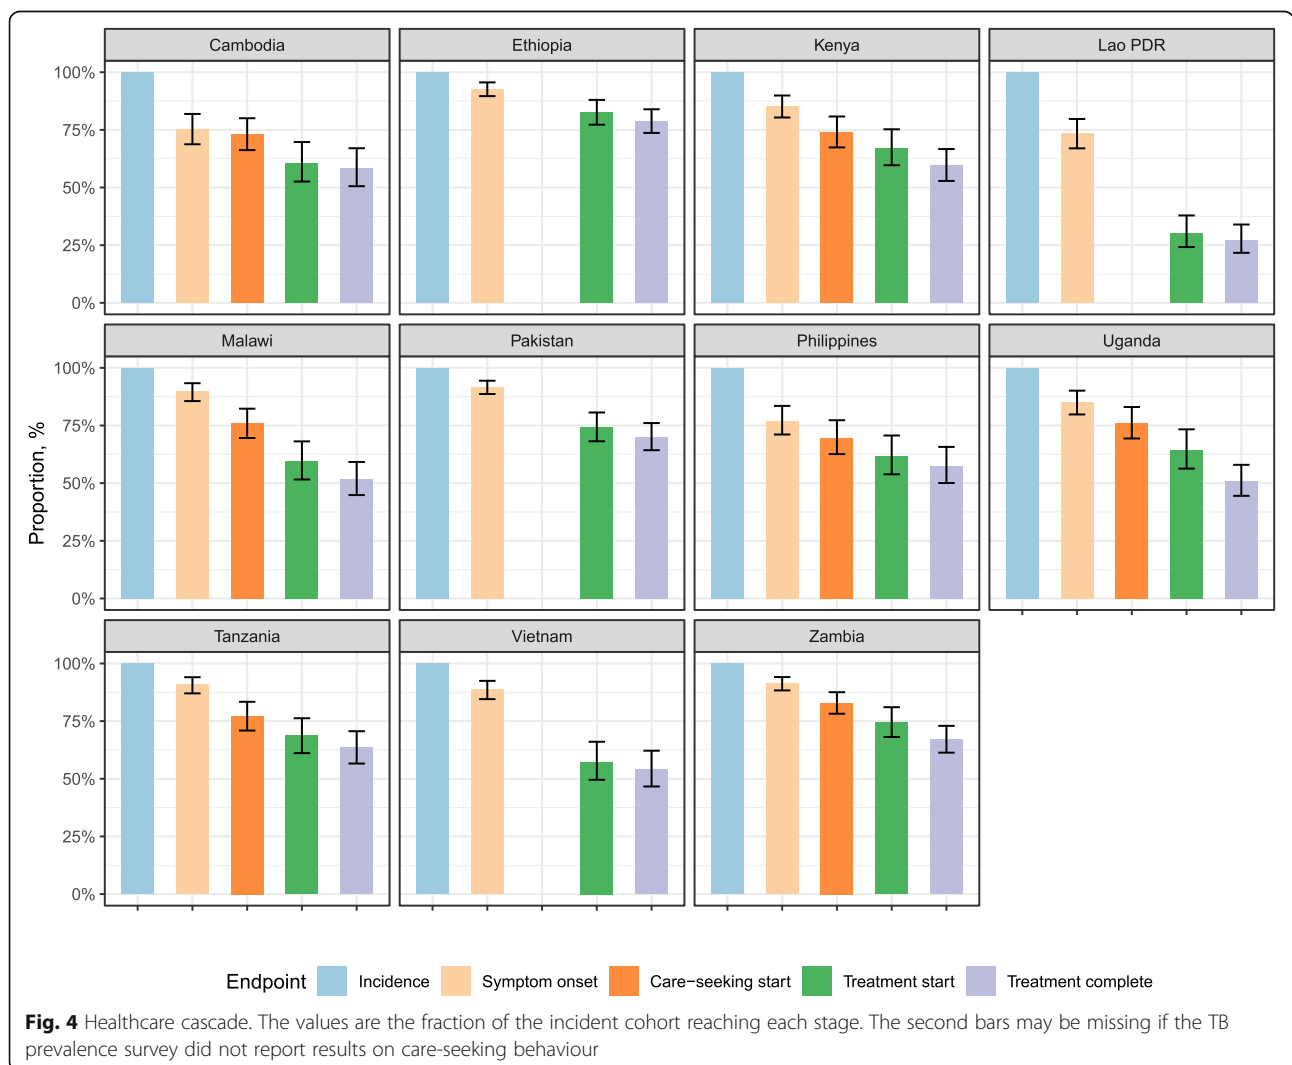 Cambodia Ethiopia Kenya Lao PDR
100%
75%
50%
25%
0%
Malawi Pakistan Philippines Uganda
100%
75%
50%
25%
0%
Proportion, %
Tanzania Vietnam Zambia
100%
75%
50%
25%
0%
Endpoint Incidence Symptom onset Care−seeking start Treatment start Treatment complete
Fig. 4 Healthcare cascade. The values are the fraction of the incident cohort reaching each stage. The second bars may be missing if the TB
prevalence survey did not report results on care-seeking behaviour